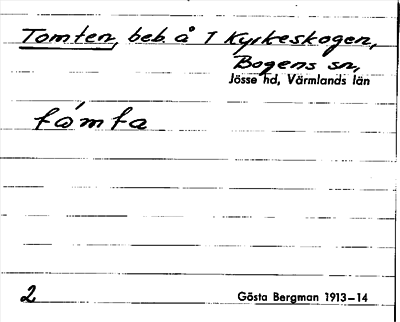 Tomten, beb. å 1 Kyrkeskogen,
Bogens sn,
Jösse hd, Värmlands län
tómta
2
Gösta Bergman 1913–14